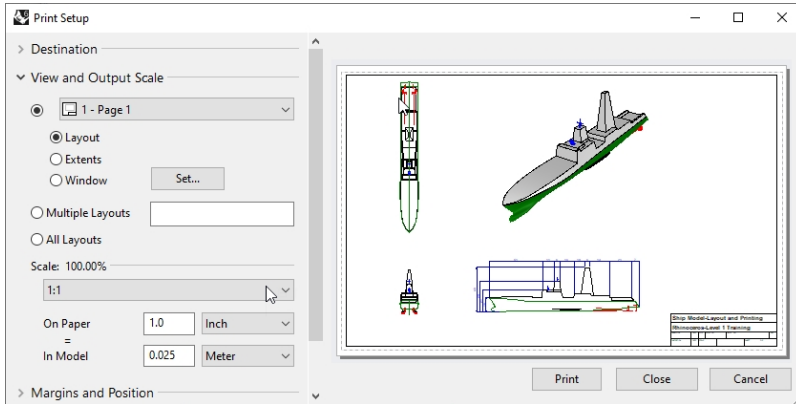 Print Setup
Destination
View and Output Scale
1 - Page 1
Layout
Extents
Window
Set...
Multiple Layouts
All Layouts
Scale: 100.00%
1:1
On Paper
1.0
Inch
=
In Model
0.025
Meter
Margins and Position
Ship Model-Layout and Printing
Rhinoceros-Level 1 Training
Print
Close
Cancel